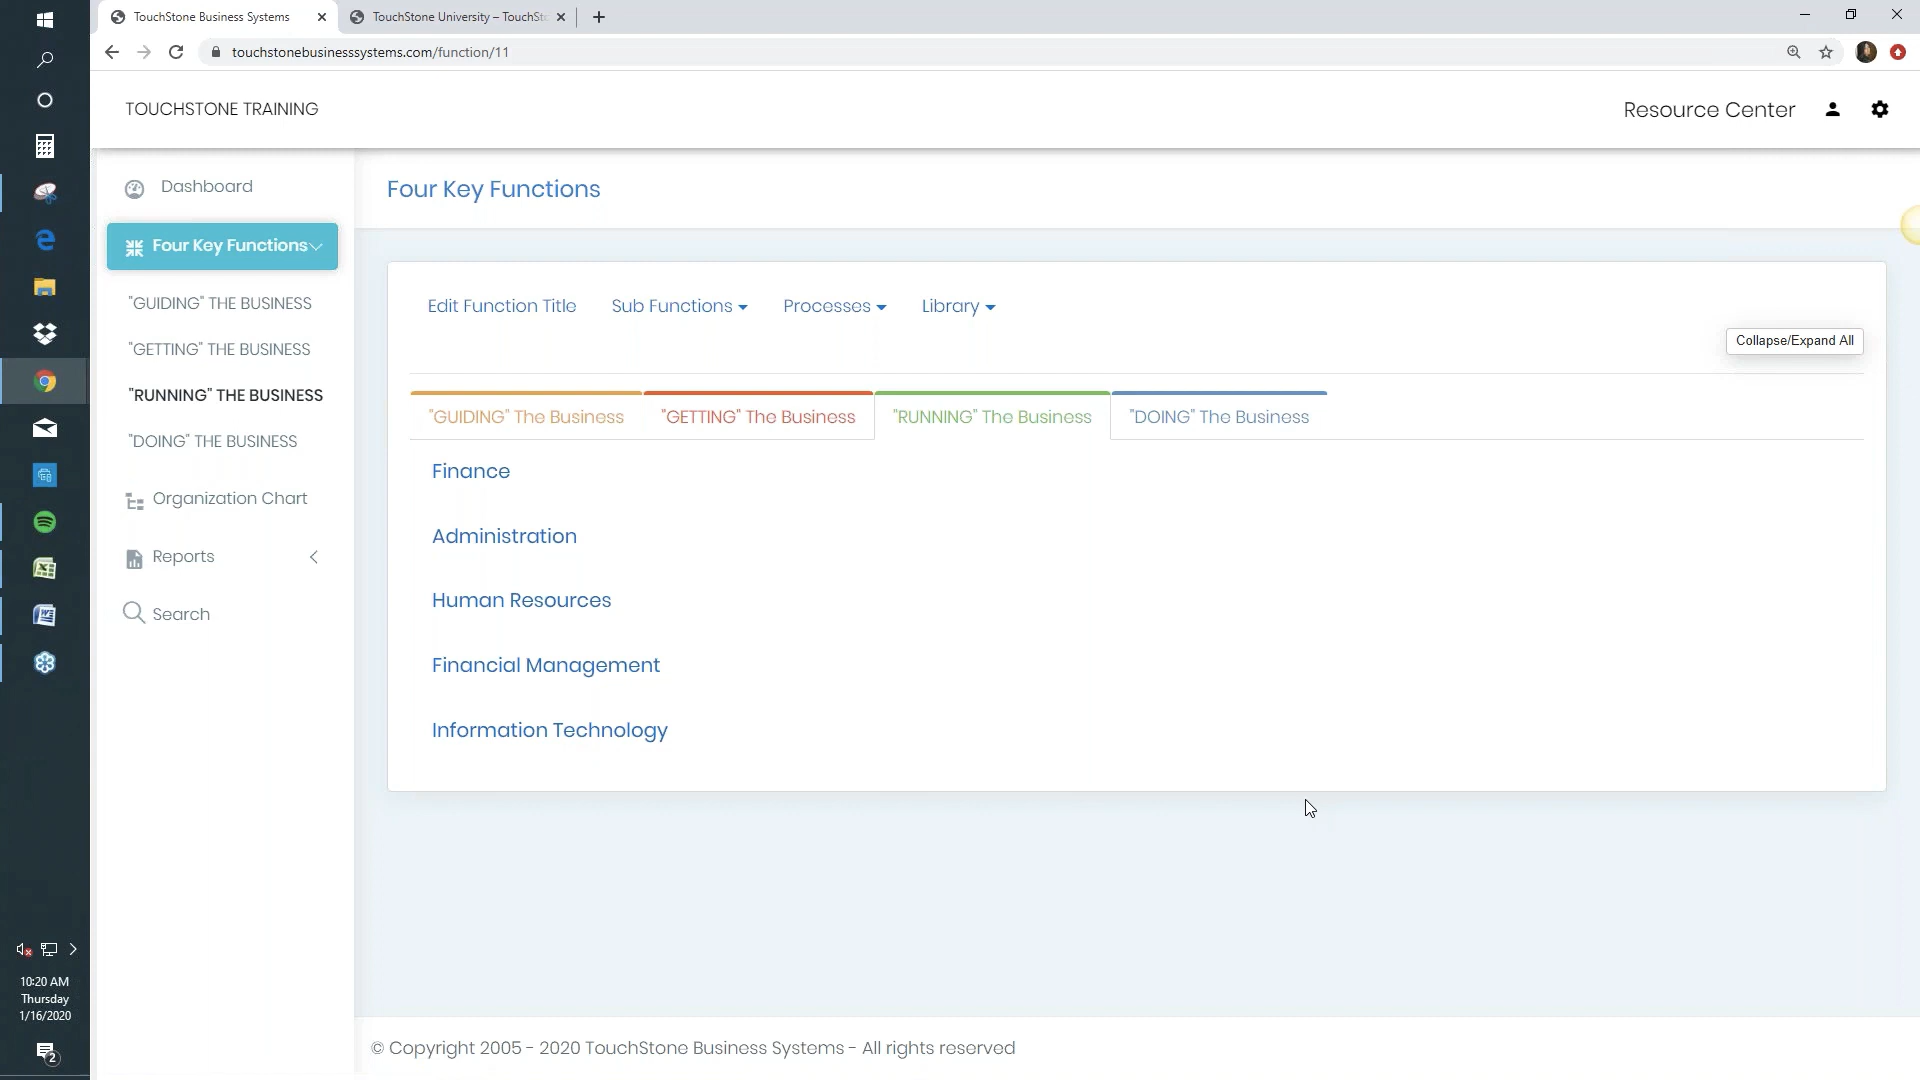 TouchStone Business Systems
TouchStone University – TouchSto
touchstonebusinesssystems.com/function/11
TOUCHSTONE TRAINING
Resource Center
Dashboard
Four Key Functions
"GUIDING" THE BUSINESS
"GETTING" THE BUSINESS
"RUNNING" THE BUSINESS
"DOING" THE BUSINESS
Organization Chart
Reports
Search
Four Key Functions
Edit Function Title
Sub Functions
Processes
Library
Collapse/Expand All
"GUIDING" The Business
"GETTING" The Business
"RUNNING" The Business
"DOING" The Business
Finance
Administration
Human Resources
Financial Management
Information Technology
© Copyright 2005 - 2020 TouchStone Business Systems - All rights reserved
10:20 AM
Thursday
1/16/2020
2